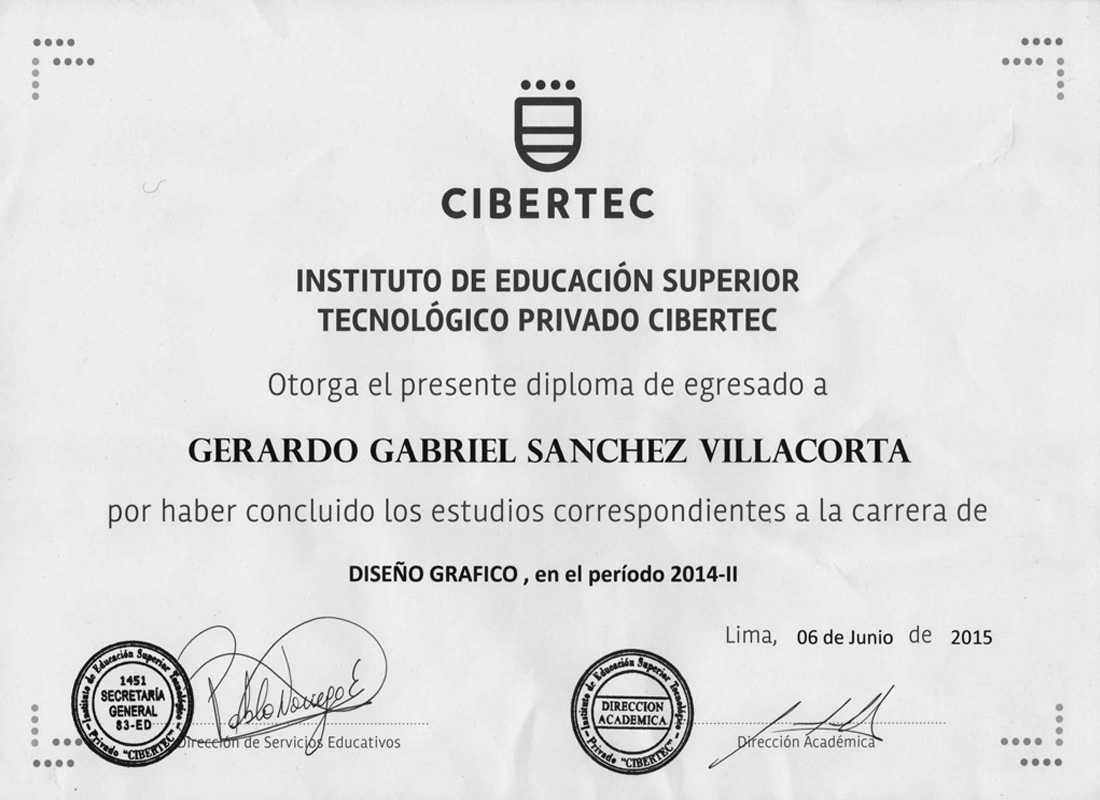 CIBERTEC
INSTITUTO DE EDUCACIÓN SUPERIOR
TECNOLÓGICO PRIVADO CIBERTEC
Otorga el presente diploma de egresado a
GERARDO GABRIEL SANCHEZ VILLACORTA
por haber concluido los estudios correspondientes a la carrera de
DISEÑO GRAFICO , en el período 2014-II
Lima, 06 de Junio de 2015
Instituto de Educación Superior Tecnológico
1451
SECRETARÍA
GENERAL
83-ED
Privado "CIBERTEC"
Pablo Noriega E
Dirección de Servicios Educativos
Instituto de Educación Superior Tecnológico
DIRECCION
ACADEMICA
Privado "CIBERTEC"
Dirección Académica